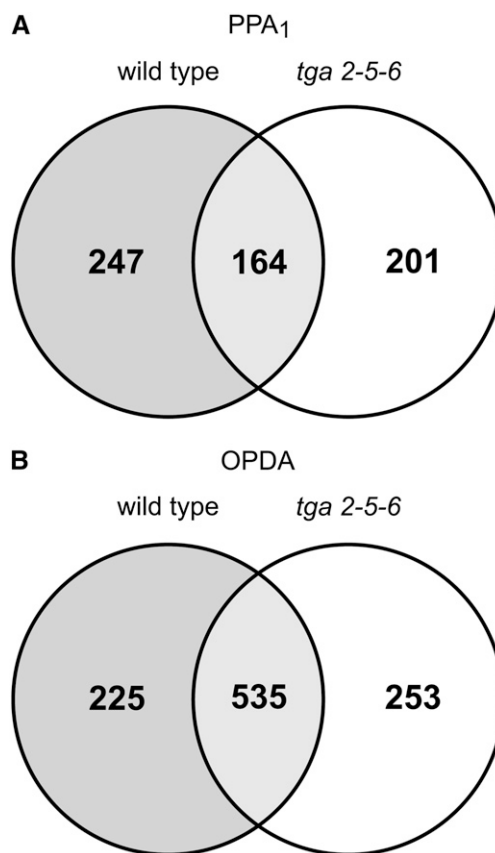 A PPA₁
wild type tga 2-5-6
247 164 201
B OPDA
wild type tga 2-5-6
225 535 253